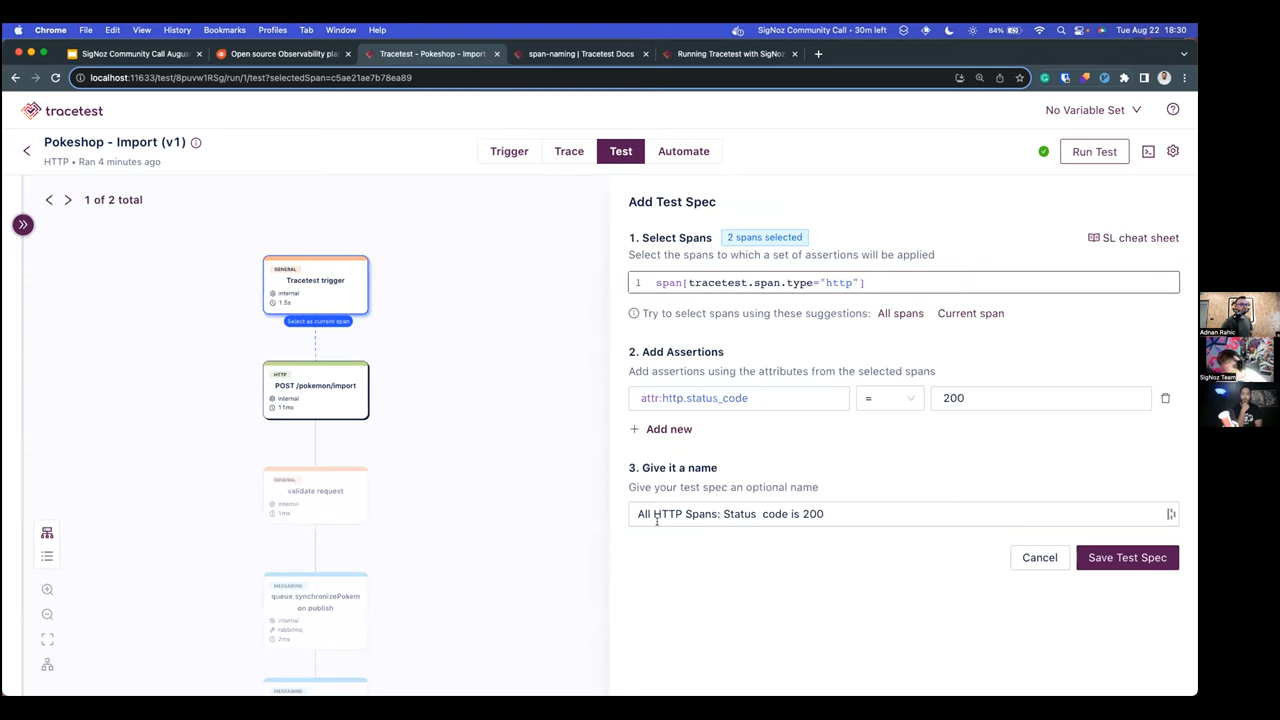 Chrome File Edit View History Bookmarks Profiles Tab Window Help SigNoz Community Call • 30m left 84% Tue Aug 22 18:30
SigNoz Community Call August Open source Observability pla Tracetest - Pokeshop - Import span-naming | Tracetest Docs Running Tracetest with SigNoz
localhost:11633/test/8puvw1RSg/run/1/test?selectedSpan=c5ae21ae7b78ea89
tracetest
No Variable Set
Pokeshop - Import (v1)
HTTP • Ran 4 minutes ago
Trigger Trace Test Automate
Run Test
1 of 2 total
GENERAL
Tracetest trigger
internal
1.5s
Select as current span
HTTP
POST /pokemon/import
internal
11ms
GENERAL
validate request
internal
1ms
MESSAGING
queue.synchronizePokem
on publish
internal
rabbitmq
2ms
MESSAGING
Add Test Spec
1. Select Spans 2 spans selected
SL cheat sheet
Select the spans to which a set of assertions will be applied
1 span[tracetest.span.type="http"]
Try to select spans using these suggestions: All spans Current span
2. Add Assertions
Add assertions using the attributes from the selected spans
attr:http.status_code = 200
+ Add new
3. Give it a name
Give your test spec an optional name
All HTTP Spans: Status  code is 200
Cancel Save Test Spec
Adnan Rahic
SigNoz Team